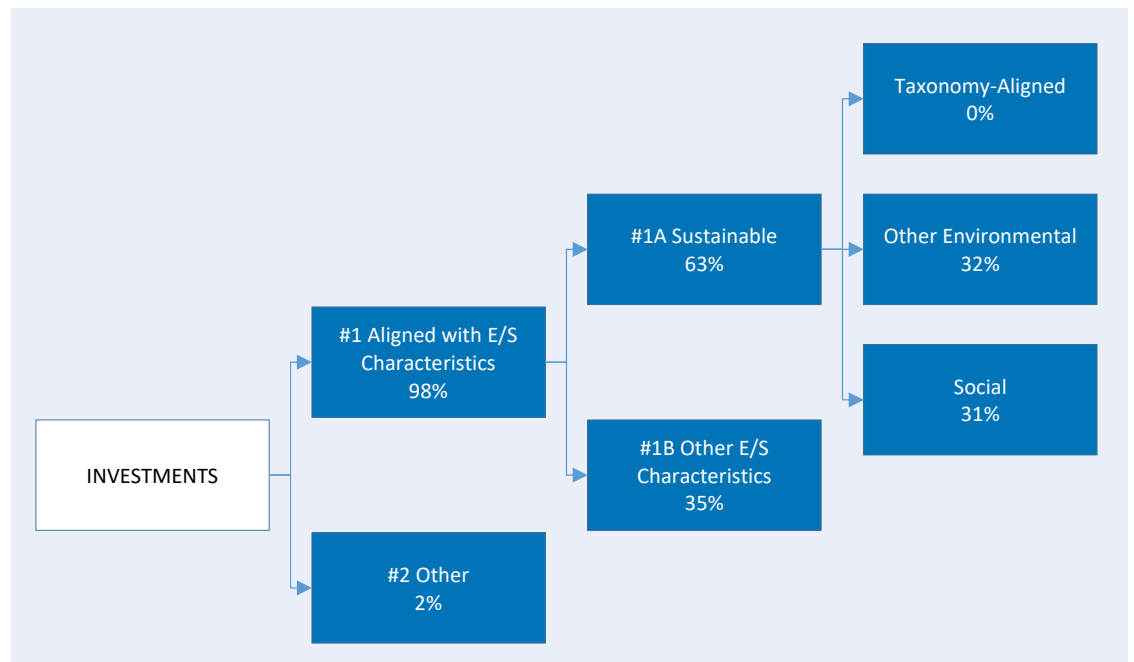 Taxonomy-Aligned
0%
#1A Sustainable
63%
Other Environmental
32%
#1 Aligned with E/S
Characteristics
98%
Social
31%
INVESTMENTS
#1B Other E/S
Characteristics
35%
#2 Other
2%